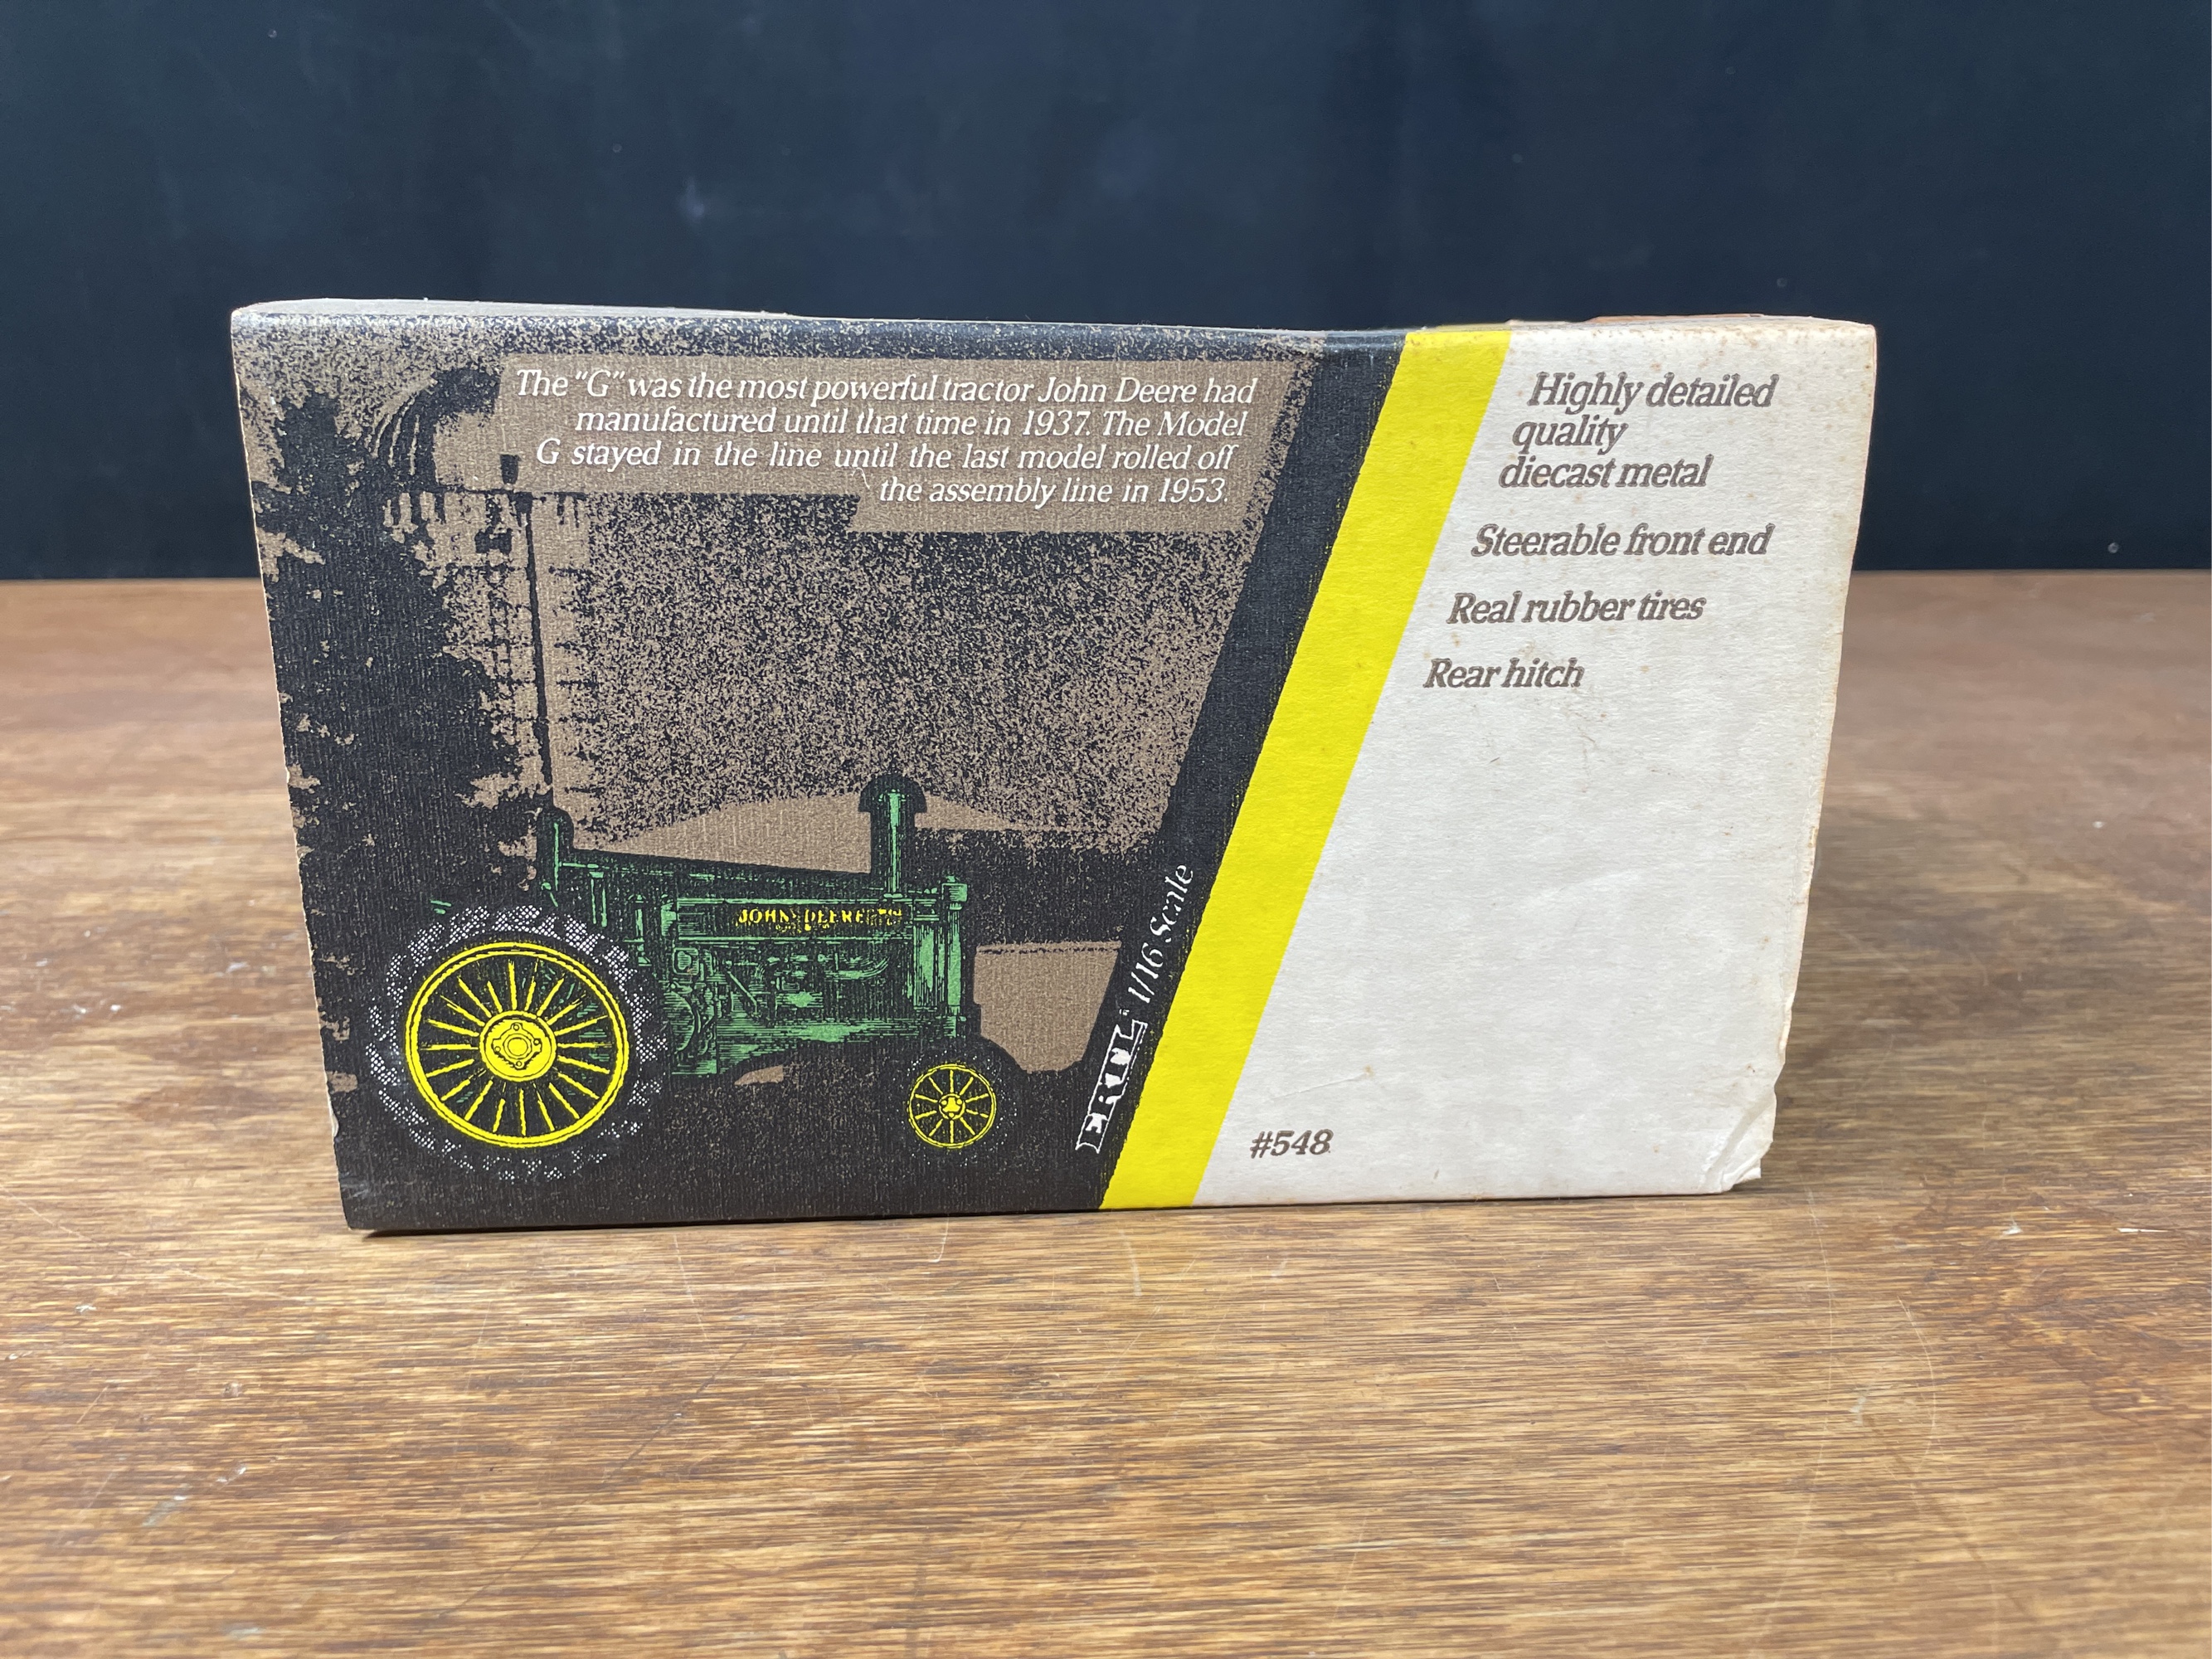 The "G" was the most powerful tractor John Deere had
manufactured until that time in 1937. The Model
G stayed in the line until the last model rolled off
the assembly line in 1953.
Highly detailed
quality
diecast metal
Steerable front end
Real rubber tires
Rear hitch
JOHN DEERE
ERTL 1/16 Scale
#548